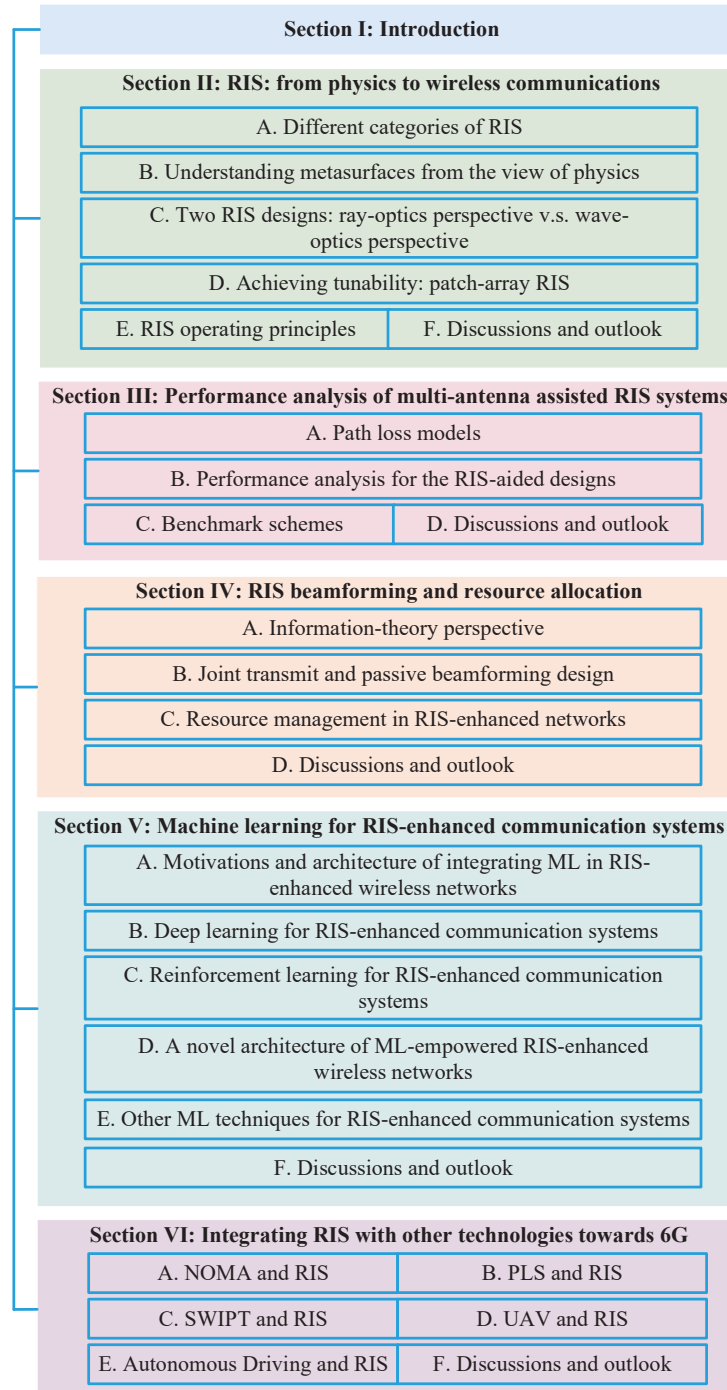 Section I: Introduction
Section II: RIS: from physics to wireless communications
A. Different categories of RIS
B. Understanding metasurfaces from the view of physics
C. Two RIS designs: ray-optics perspective v.s. wave-
optics perspective
D. Achieving tunability: patch-array RIS
E. RIS operating principles
F. Discussions and outlook
Section III: Performance analysis of multi-antenna assisted RIS systems
A. Path loss models
B. Performance analysis for the RIS-aided designs
C. Benchmark schemes
D. Discussions and outlook
Section IV: RIS beamforming and resource allocation
A. Information-theory perspective
B. Joint transmit and passive beamforming design
C. Resource management in RIS-enhanced networks
D. Discussions and outlook
Section V: Machine learning for RIS-enhanced communication systems
A. Motivations and architecture of integrating ML in RIS-
enhanced wireless networks
B. Deep learning for RIS-enhanced communication systems
C. Reinforcement learning for RIS-enhanced communication
systems
D. A novel architecture of ML-empowered RIS-enhanced
wireless networks
E. Other ML techniques for RIS-enhanced communication systems
F. Discussions and outlook
Section VI: Integrating RIS with other technologies towards 6G
A. NOMA and RIS
B. PLS and RIS
C. SWIPT and RIS
D. UAV and RIS
E. Autonomous Driving and RIS
F. Discussions and outlook